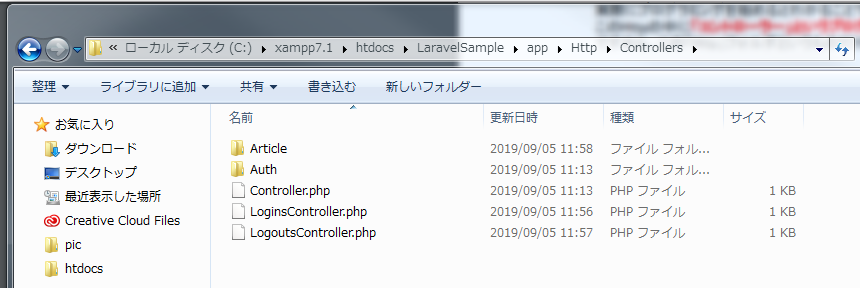 « ローカル ディスク (C:) ▸ xampp7.1 ▸ htdocs ▸ LaravelSample ▸ app ▸ Http ▸ Controllers ▸
整理 ライブラリに追加 共有 書き込む 新しいフォルダー
お気に入り
ダウンロード
デスクトップ
最近表示した場所
Creative Cloud Files
pic
htdocs
名前 更新日時 種類 サイズ
Article 2019/09/05 11:58 ファイル フォル...
Auth 2019/09/05 11:13 ファイル フォル...
Controller.php 2019/09/05 11:13 PHP ファイル 1 KB
LoginsController.php 2019/09/05 11:56 PHP ファイル 1 KB
LogoutsController.php 2019/09/05 11:57 PHP ファイル 1 KB